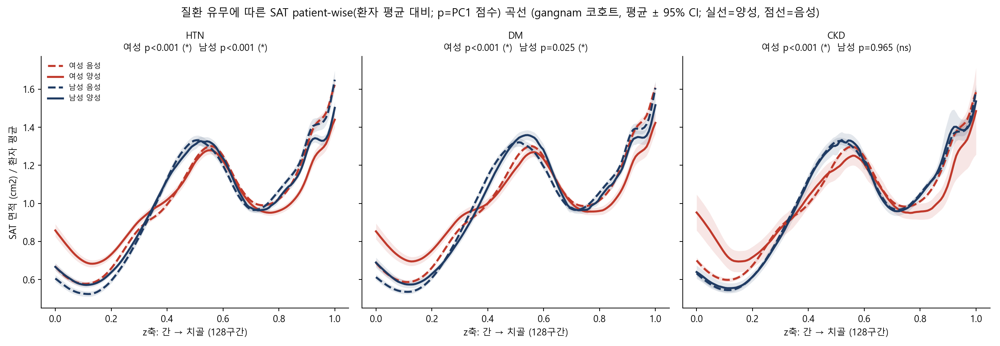 질환 유무에 따른 SAT patient-wise(환자 평균 대비; p=PC1 점수) 곡선 (gangnam 코호트, 평균 ± 95% CI; 실선=양성, 점선=음성)
HTN
여성 p<0.001 (*)  남성 p<0.001 (*)
DM
여성 p<0.001 (*)  남성 p=0.025 (*)
CKD
여성 p<0.001 (*)  남성 p=0.965 (ns)
여성 음성
여성 양성
남성 음성
남성 양성
SAT 면적 (cm2) / 환자 평균
1.6
1.4
1.2
1.0
0.8
0.6
0.0 0.2 0.4 0.6 0.8 1.0
0.0 0.2 0.4 0.6 0.8 1.0
0.0 0.2 0.4 0.6 0.8 1.0
z축: 간 → 치골 (128구간)
z축: 간 → 치골 (128구간)
z축: 간 → 치골 (128구간)